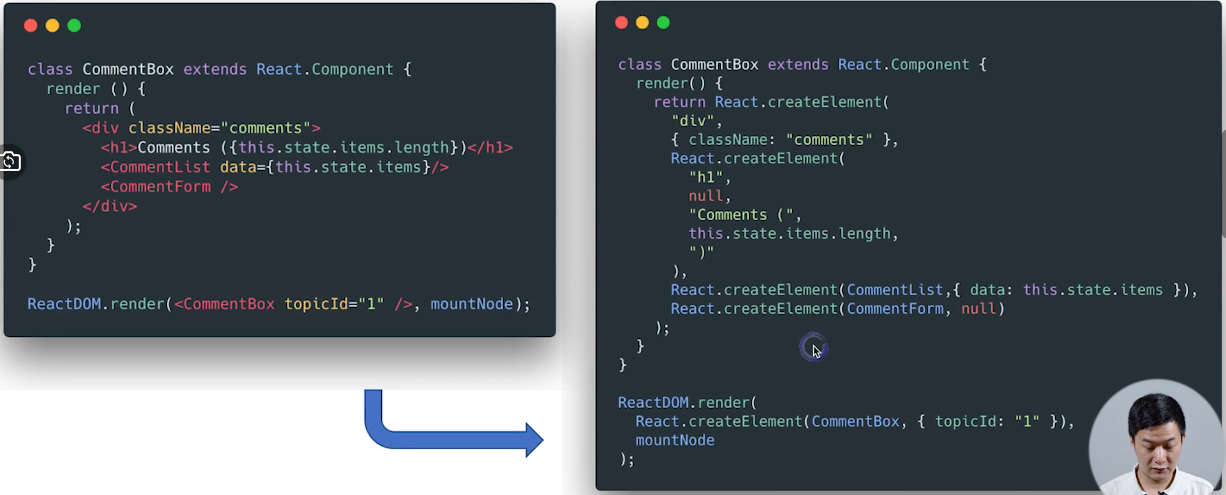 class CommentBox extends React.Component {
render () {
return (
<div className="comments">
<h1>Comments ({this.state.items.length})</h1>
<CommentList data={this.state.items}/>
<CommentForm />
</div>
);
}
}
ReactDOM.render(<CommentBox topicId="1" />, mountNode);
class CommentBox extends React.Component {
render() {
return React.createElement(
"div",
{ className: "comments" },
React.createElement(
"h1",
null,
"Comments (",
this.state.items.length,
")"
),
React.createElement(CommentList,{ data: this.state.items }),
React.createElement(CommentForm, null)
);
}
}
ReactDOM.render(
React.createElement(CommentBox, { topicId: "1" }),
mountNode
);